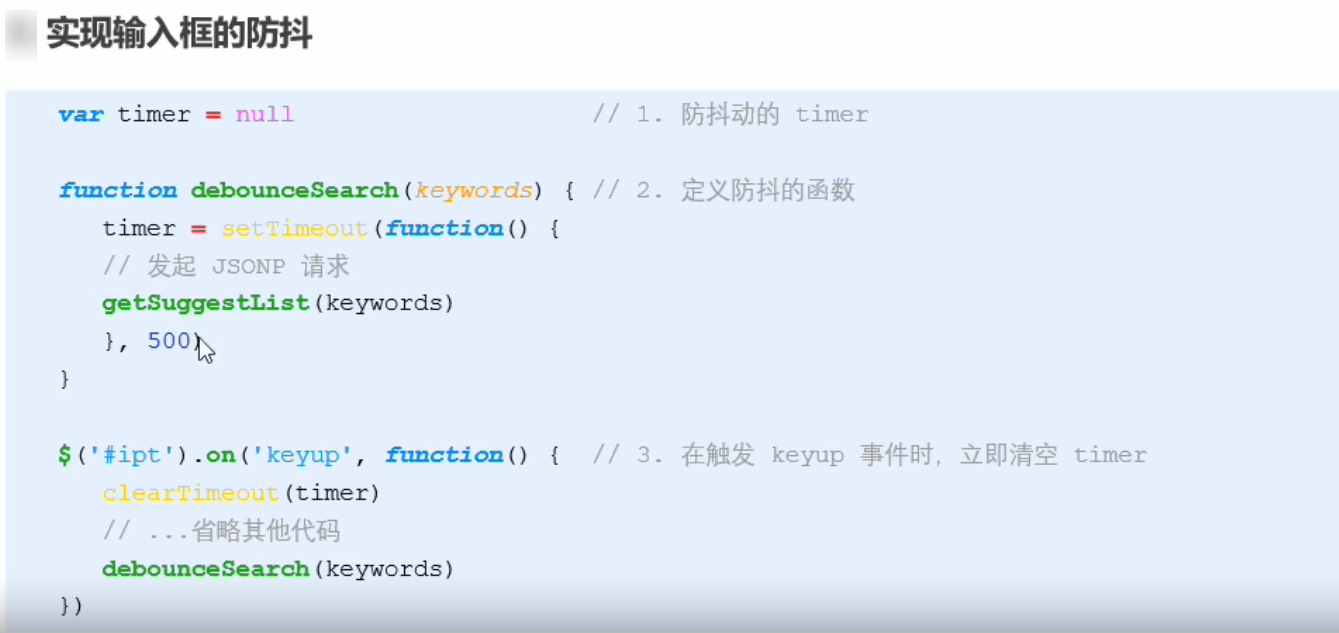 实现输入框的防抖
var timer = null // 1. 防抖动的 timer
function debounceSearch(keywords) { // 2. 定义防抖的函数
timer = setTimeout(function() {
// 发起 JSONP 请求
getSuggestList(keywords)
}, 500)
}
$('#ipt').on('keyup', function() { // 3. 在触发 keyup 事件时，立即清空 timer
clearTimeout(timer)
// ...省略其他代码
debounceSearch(keywords)
})